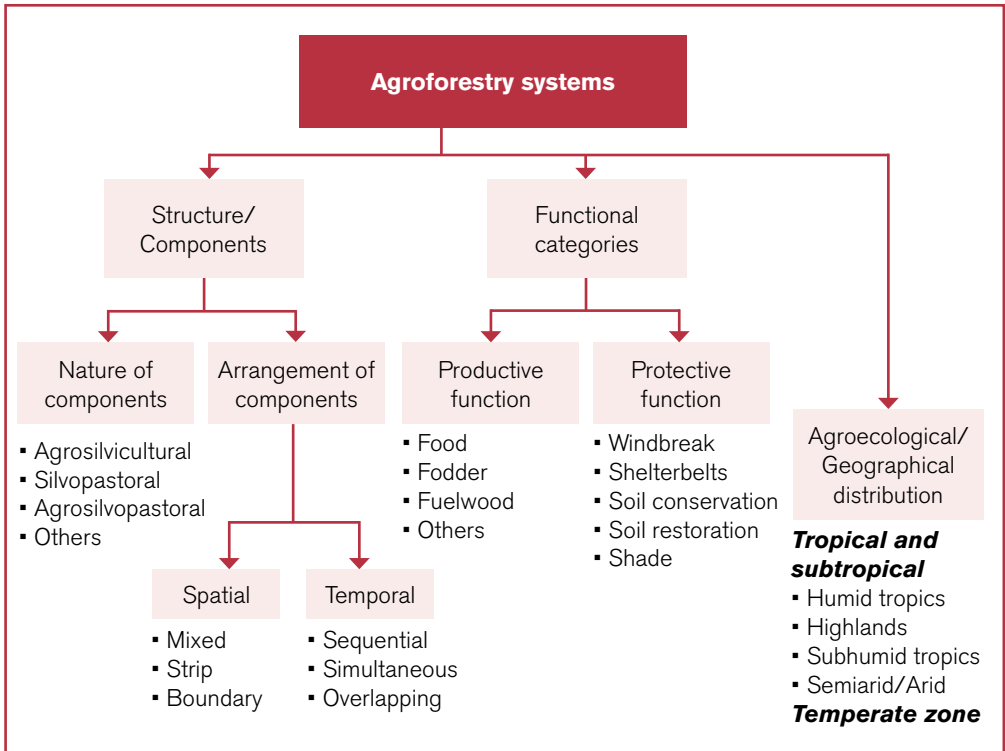 Agroforestry systems
Structure/
Components
Functional
categories
Nature of
components
▪ Agrosilvicultural
▪ Silvopastoral
▪ Agrosilvopastoral
▪ Others
Arrangement of
components
Spatial
▪ Mixed
▪ Strip
▪ Boundary
Temporal
▪ Sequential
▪ Simultaneous
▪ Overlapping
Productive
function
▪ Food
▪ Fodder
▪ Fuelwood
▪ Others
Protective
function
▪ Windbreak
▪ Shelterbelts
▪ Soil conservation
▪ Soil restoration
▪ Shade
Agroecological/
Geographical
distribution
Tropical and
subtropical
▪ Humid tropics
▪ Highlands
▪ Subhumid tropics
▪ Semiarid/Arid
Temperate zone